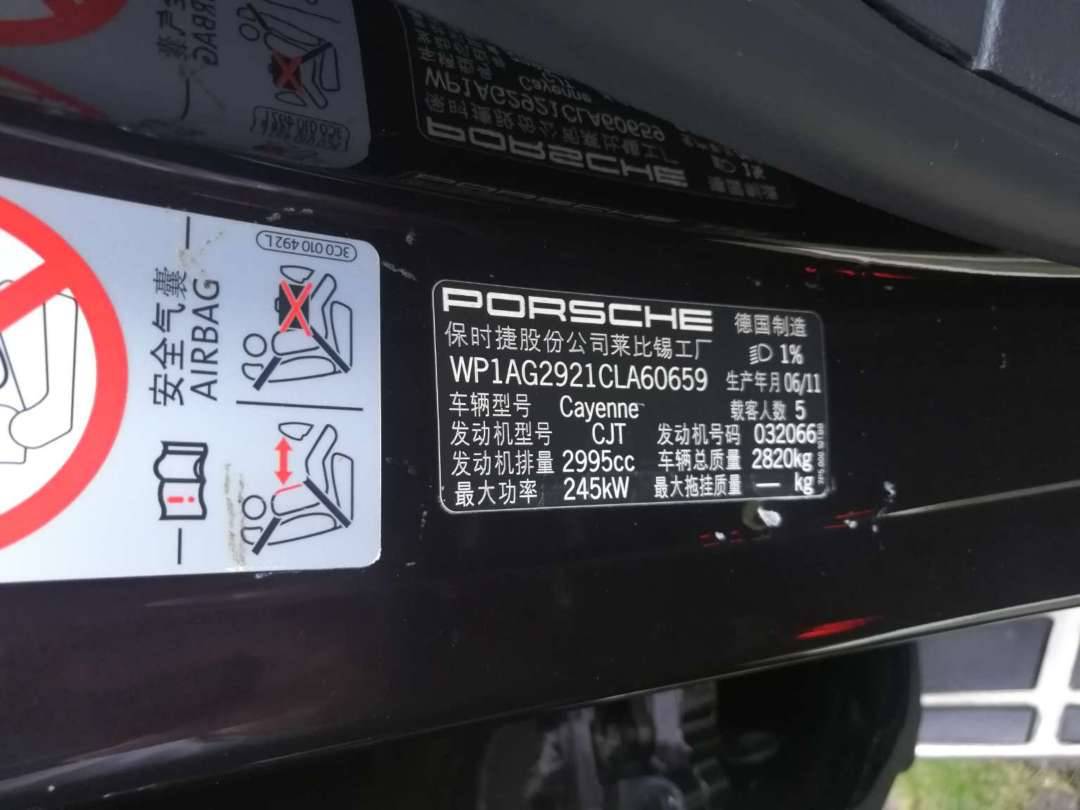 安全气囊
AIRBAG
3C0 010 492 L
PORSCHE 德国制造
保时捷股份公司莱比锡工厂 1%
WP1AG2921CLA60659 生产年月 06/11
车辆型号 Cayenne 载客人数 5
发动机型号 CJT 发动机号码 032066
发动机排量 2995cc 车辆总质量 2820kg
最大功率 245kW 最大拖挂质量 — kg